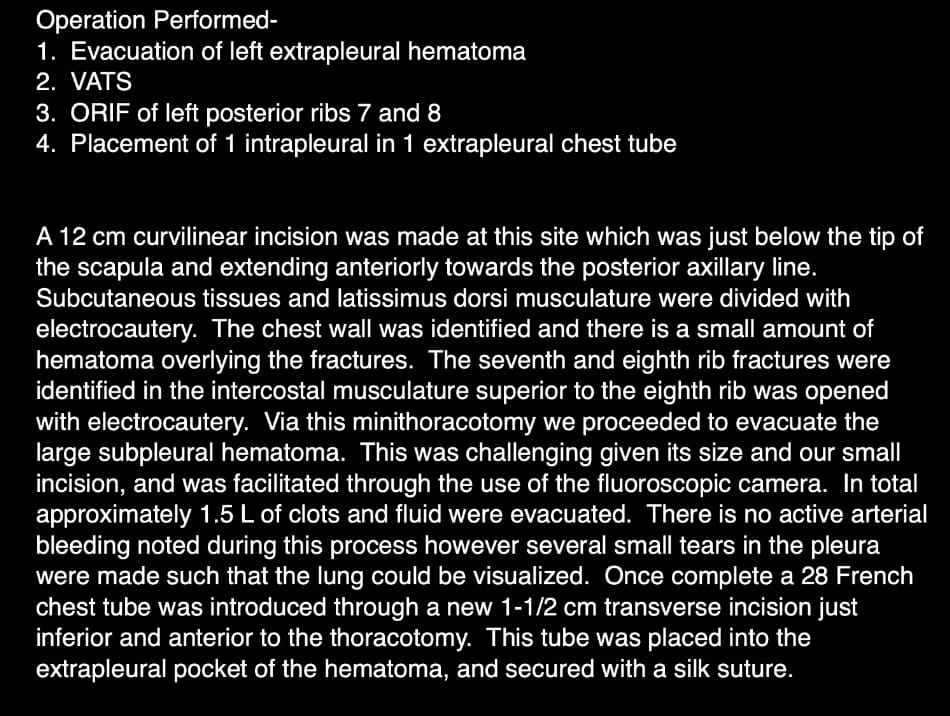 Operation Performed-
1. Evacuation of left extrapleural hematoma
2. VATS
3. ORIF of left posterior ribs 7 and 8
4. Placement of 1 intrapleural in 1 extrapleural chest tube
A 12 cm curvilinear incision was made at this site which was just below the tip of
the scapula and extending anteriorly towards the posterior axillary line.
Subcutaneous tissues and latissimus dorsi musculature were divided with
electrocautery. The chest wall was identified and there is a small amount of
hematoma overlying the fractures. The seventh and eighth rib fractures were
identified in the intercostal musculature superior to the eighth rib was opened
with electrocautery. Via this minithoracotomy we proceeded to evacuate the
large subpleural hematoma. This was challenging given its size and our small
incision, and was facilitated through the use of the fluoroscopic camera. In total
approximately 1.5 L of clots and fluid were evacuated. There is no active arterial
bleeding noted during this process however several small tears in the pleura
were made such that the lung could be visualized. Once complete a 28 French
chest tube was introduced through a new 1-1/2 cm transverse incision just
inferior and anterior to the thoracotomy. This tube was placed into the
extrapleural pocket of the hematoma, and secured with a silk suture.